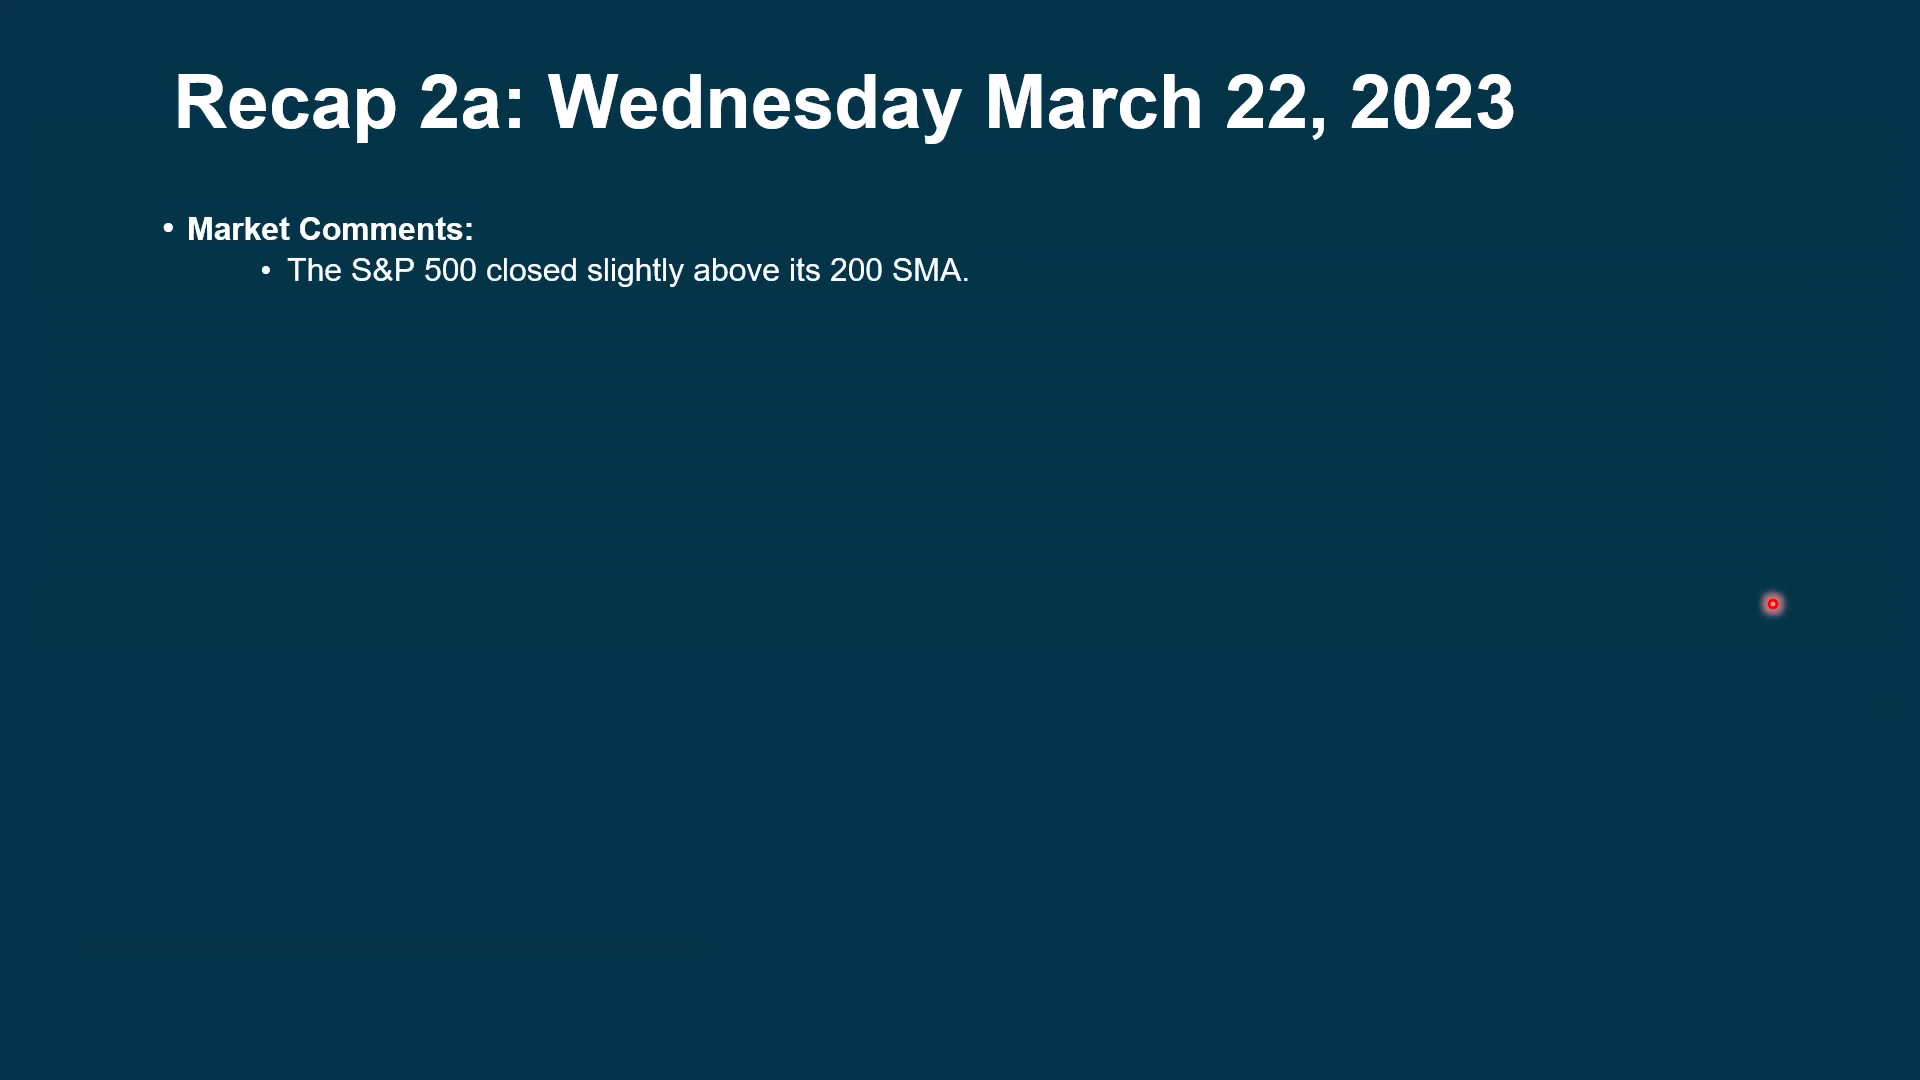 Recap 2a: Wednesday March 22, 2023
• Market Comments:
• The S&P 500 closed slightly above its 200 SMA.